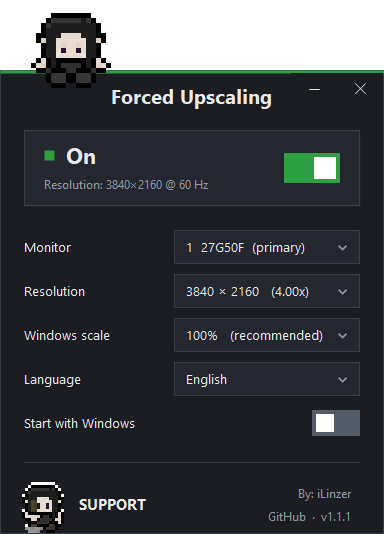 Forced Upscaling
On
Resolution: 3840×2160 @ 60 Hz
Monitor
1 27G50F (primary)
Resolution
3840 × 2160 (4.00x)
Windows scale
100% (recommended)
Language
English
Start with Windows
SUPPORT
By: iLinzer
GitHub · v1.1.1